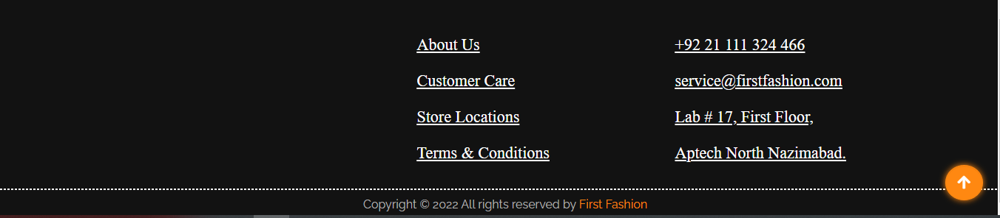 About Us
Customer Care
Store Locations
Terms & Conditions
+92 21 111 324 466
service@firstfashion.com
Lab # 17, First Floor,
Aptech North Nazimabad.
Copyright © 2022 All rights reserved by First Fashion